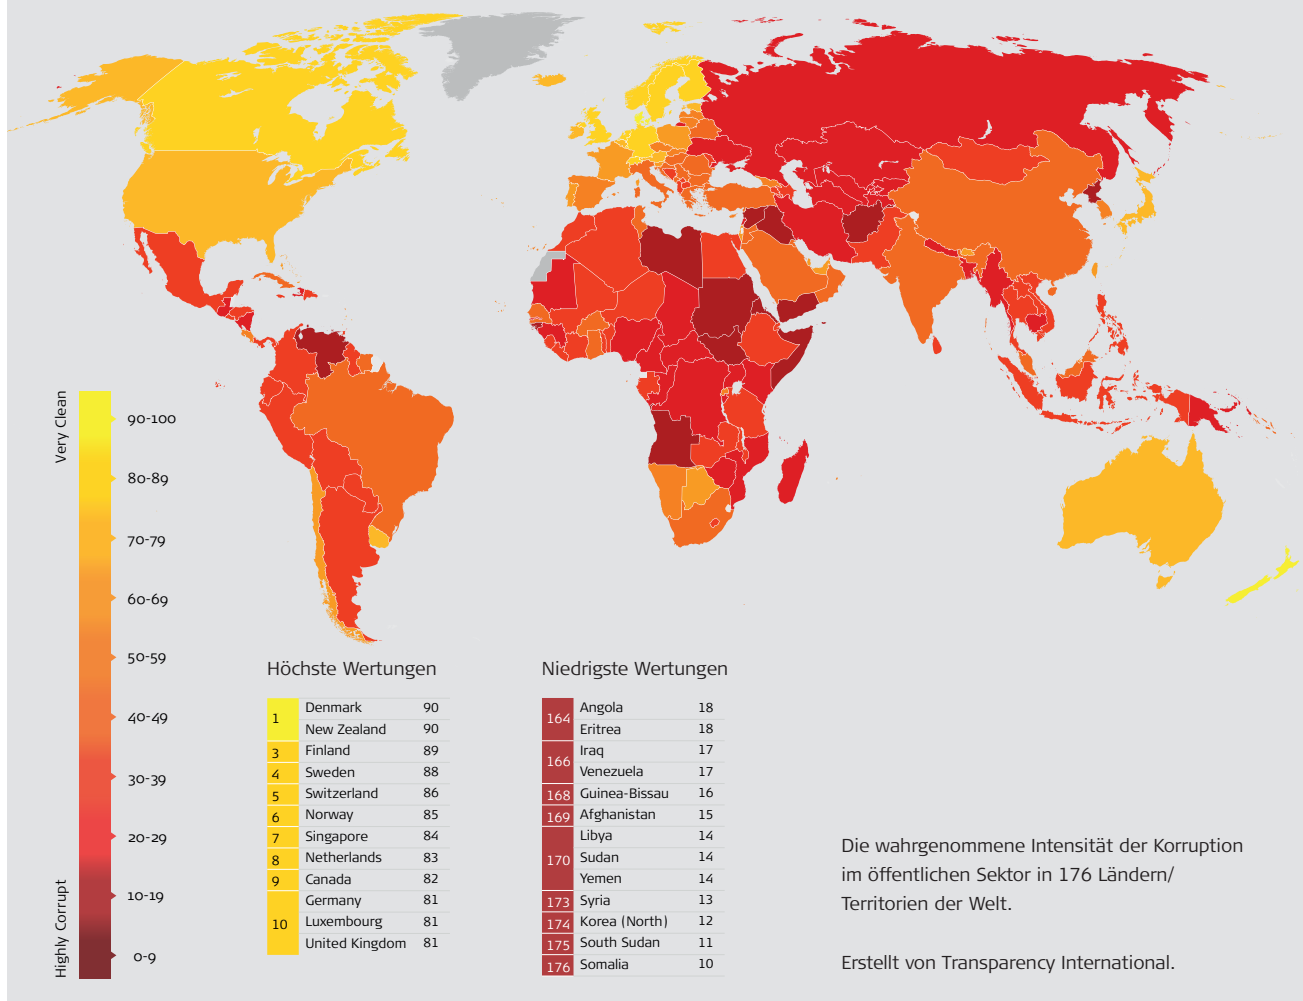 Very Clean
90-100
80-89
70-79
60-69
50-59
40-49
30-39
20-29
10-19
0-9
Highly Corrupt
Höchste Wertungen
1 Denmark 90
New Zealand 90
3 Finland 89
4 Sweden 88
5 Switzerland 86
6 Norway 85
7 Singapore 84
8 Netherlands 83
9 Canada 82
10 Germany 81
Luxembourg 81
United Kingdom 81
Niedrigste Wertungen
164 Angola 18
Eritrea 18
166 Iraq 17
Venezuela 17
168 Guinea-Bissau 16
169 Afghanistan 15
170 Libya 14
Sudan 14
Yemen 14
173 Syria 13
174 Korea (North) 12
175 South Sudan 11
176 Somalia 10
Die wahrgenommene Intensität der Korruption
im öffentlichen Sektor in 176 Ländern/
Territorien der Welt.
Erstellt von Transparency International.